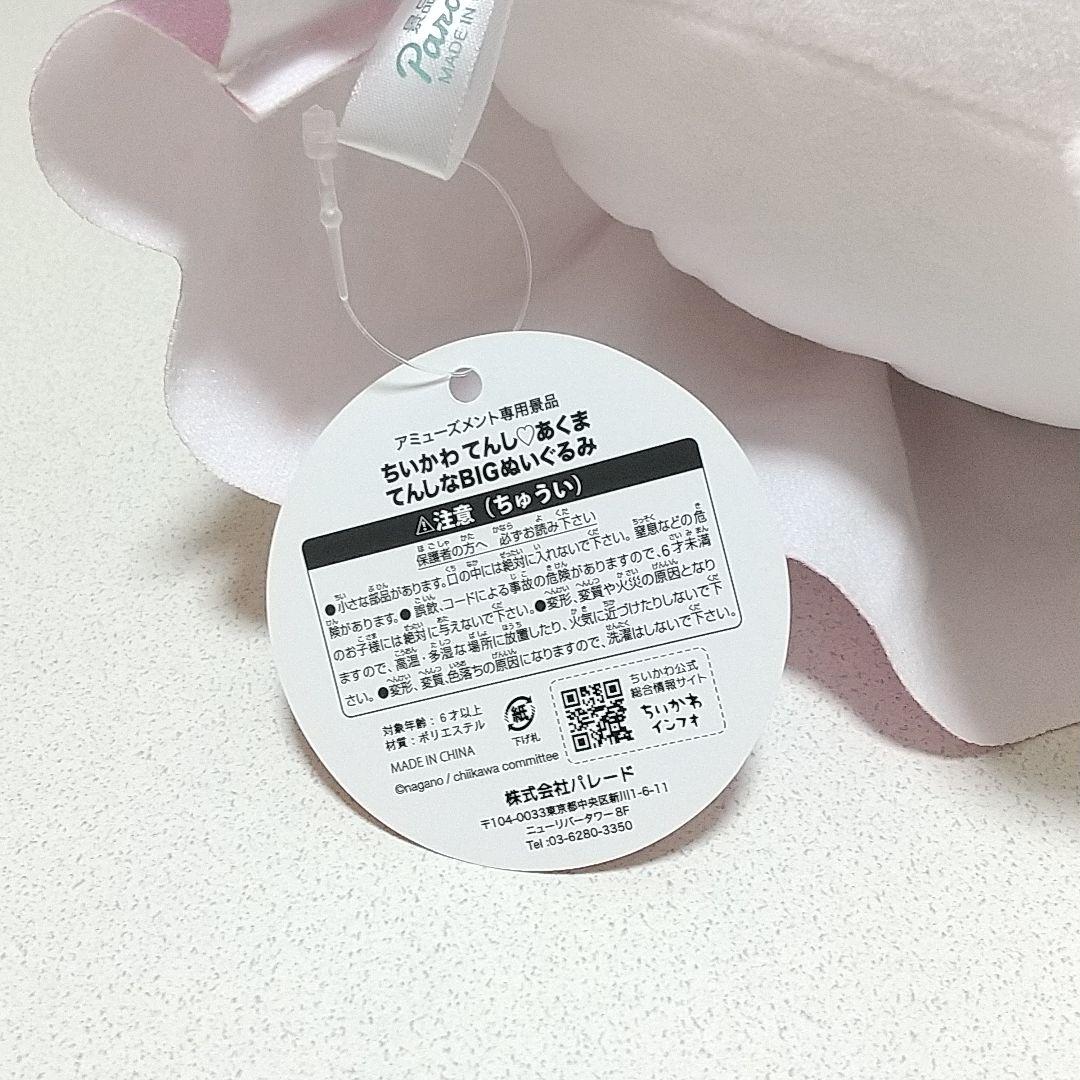 景品
Para
MADE IN
アミューズメント専用景品
ちいかわ てんし♡あくま
てんしなBIGぬいぐるみ
⚠注意（ちゅうい）
保護者の方へ 必ずお読み下さい
●小さな部品があります。口の中には絶対に入れないで下さい。窒息などの危
険があります。●誤飲、コードによる事故の危険がありますので、6才未満
のお子様には絶対に与えないで下さい。●変形、変質や火災の原因となり
ますので、高温・多湿な場所に放置したり、火気に近づけたりしないで下
さい。●変形、変質、色落ちの原因になりますので、洗濯はしないで下さい。
対象年齢：6才以上
材質：ポリエステル
MADE IN CHINA
©nagano / chiikawa committee
紙
下げ札
ちいかわ公式
総合情報サイト
ちいかわ
インフォ
株式会社パレード
〒104-0033東京都中央区新川1-6-11
ニューリバータワー 8F
Tel :03-6280-3350